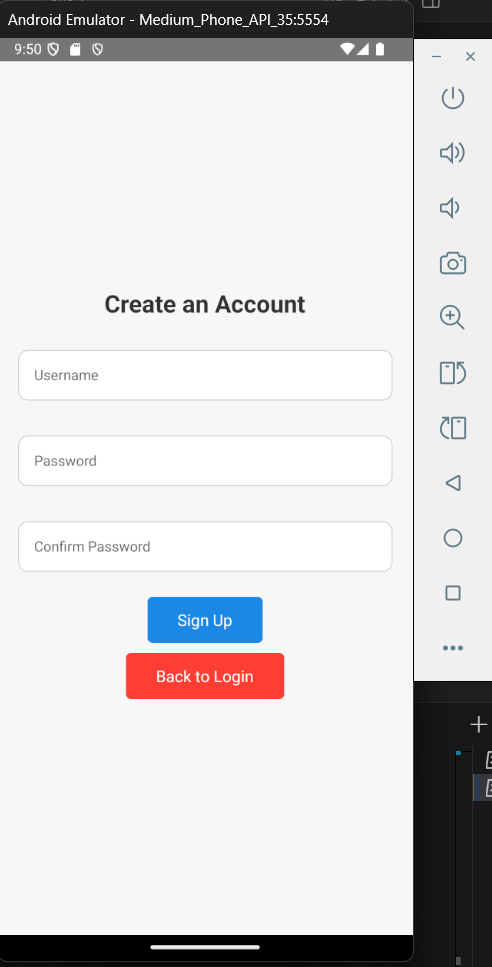 Android Emulator - Medium_Phone_API_35:5554
9:50
Create an Account
Username
Password
Confirm Password
Sign Up
Back to Login